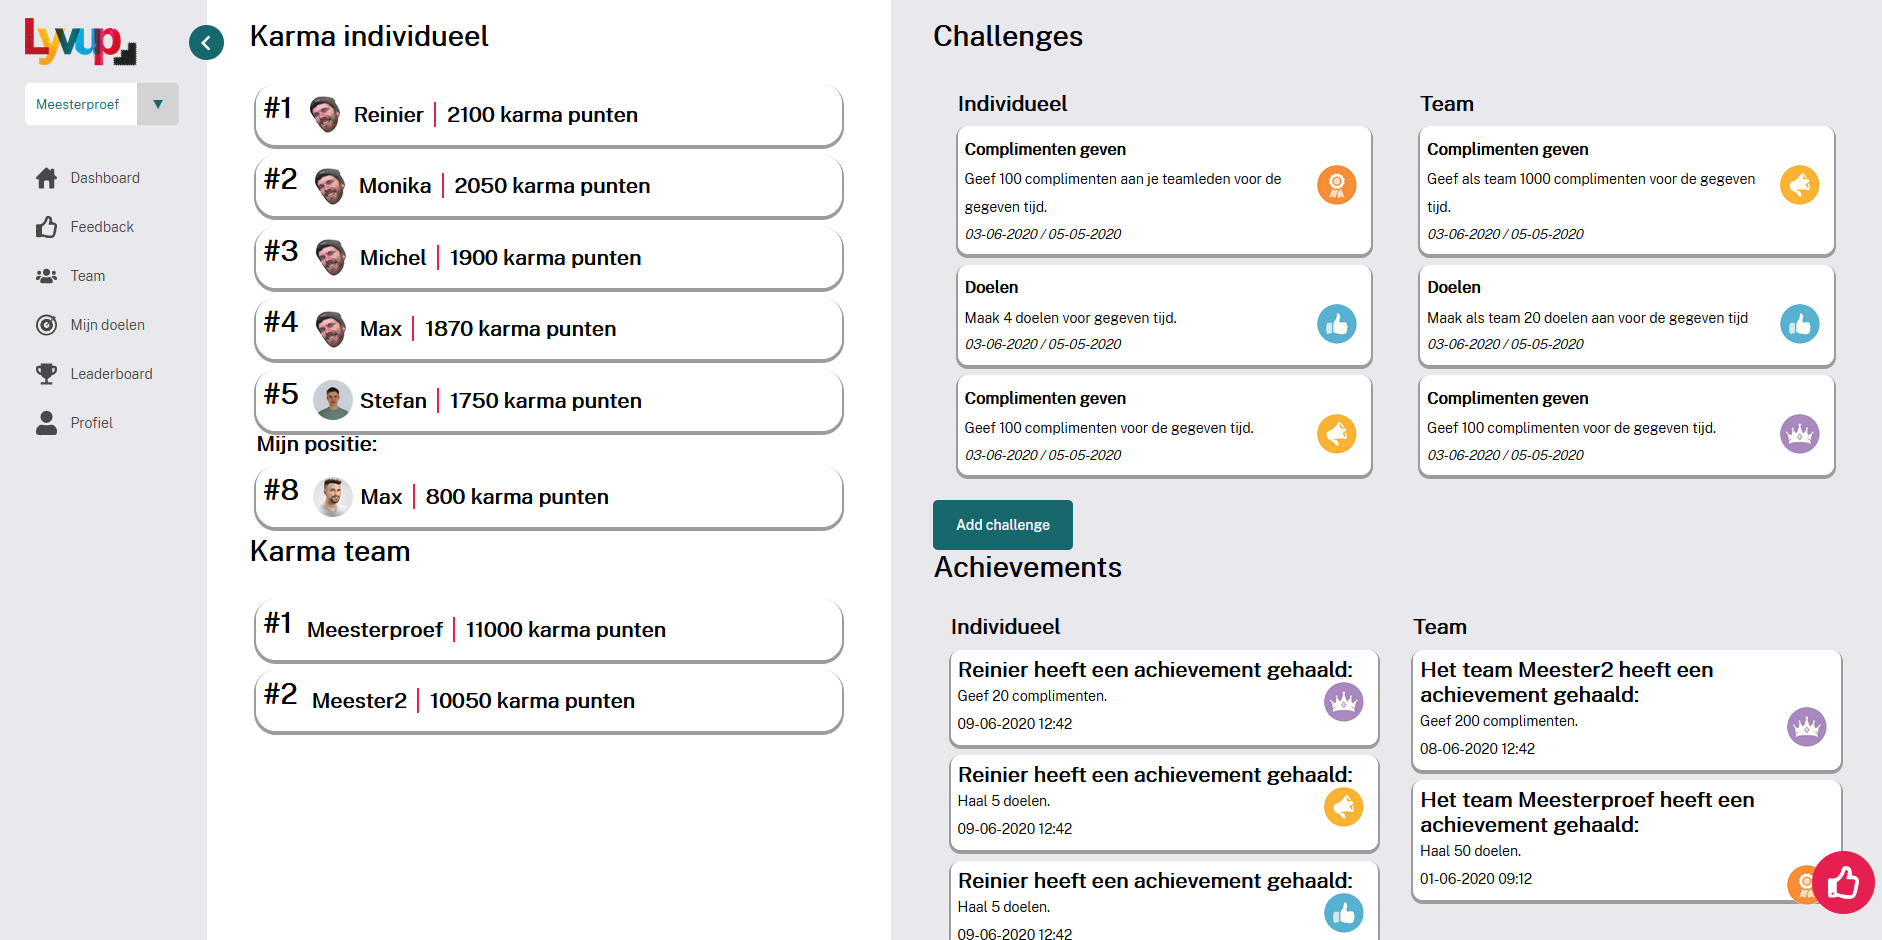 Lyvup
Meesterproef ▼
Dashboard
Feedback
Team
Mijn doelen
Leaderboard
Profiel
Karma individueel
#1 Reinier | 2100 karma punten
#2 Monika | 2050 karma punten
#3 Michel | 1900 karma punten
#4 Max | 1870 karma punten
#5 Stefan | 1750 karma punten
Mijn positie:
#8 Max | 800 karma punten
Karma team
#1 Meesterproef | 11000 karma punten
#2 Meester2 | 10050 karma punten
Challenges
Individueel
Complimenten geven
Geef 100 complimenten aan je teamleden voor de
gegeven tijd.
03-06-2020 / 05-05-2020
Doelen
Maak 4 doelen voor gegeven tijd.
03-06-2020 / 05-05-2020
Complimenten geven
Geef 100 complimenten voor de gegeven tijd.
03-06-2020 / 05-05-2020
Team
Complimenten geven
Geef als team 1000 complimenten voor de gegeven
tijd.
03-06-2020 / 05-05-2020
Doelen
Maak als team 20 doelen aan voor de gegeven tijd
03-06-2020 / 05-05-2020
Complimenten geven
Geef 100 complimenten voor de gegeven tijd.
03-06-2020 / 05-05-2020
Add challenge
Achievements
Individueel
Reinier heeft een achievement gehaald:
Geef 20 complimenten.
09-06-2020 12:42
Reinier heeft een achievement gehaald:
Haal 5 doelen.
09-06-2020 12:42
Reinier heeft een achievement gehaald:
Haal 5 doelen.
09-06-2020 12:42
Team
Het team Meester2 heeft een
achievement gehaald:
Geef 200 complimenten.
08-06-2020 12:42
Het team Meesterproef heeft een
achievement gehaald:
Haal 50 doelen.
01-06-2020 09:12